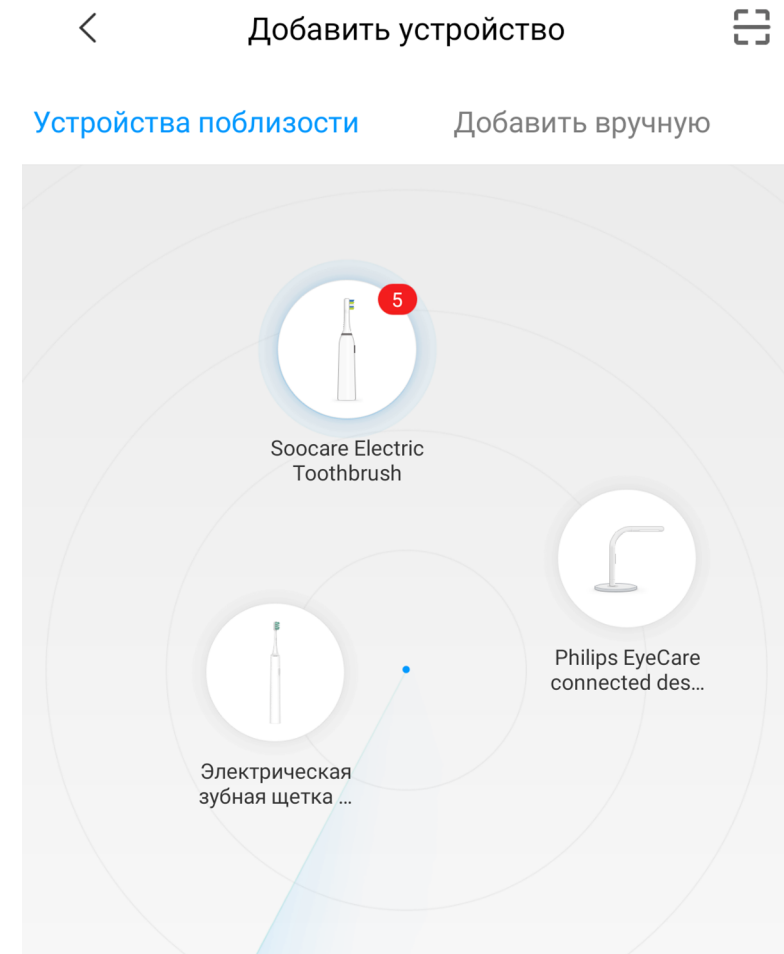 Добавить устройство
Устройства поблизости
Добавить вручную
5
Soocare Electric
Toothbrush
Philips EyeCare
connected des...
Электрическая
зубная щетка ...